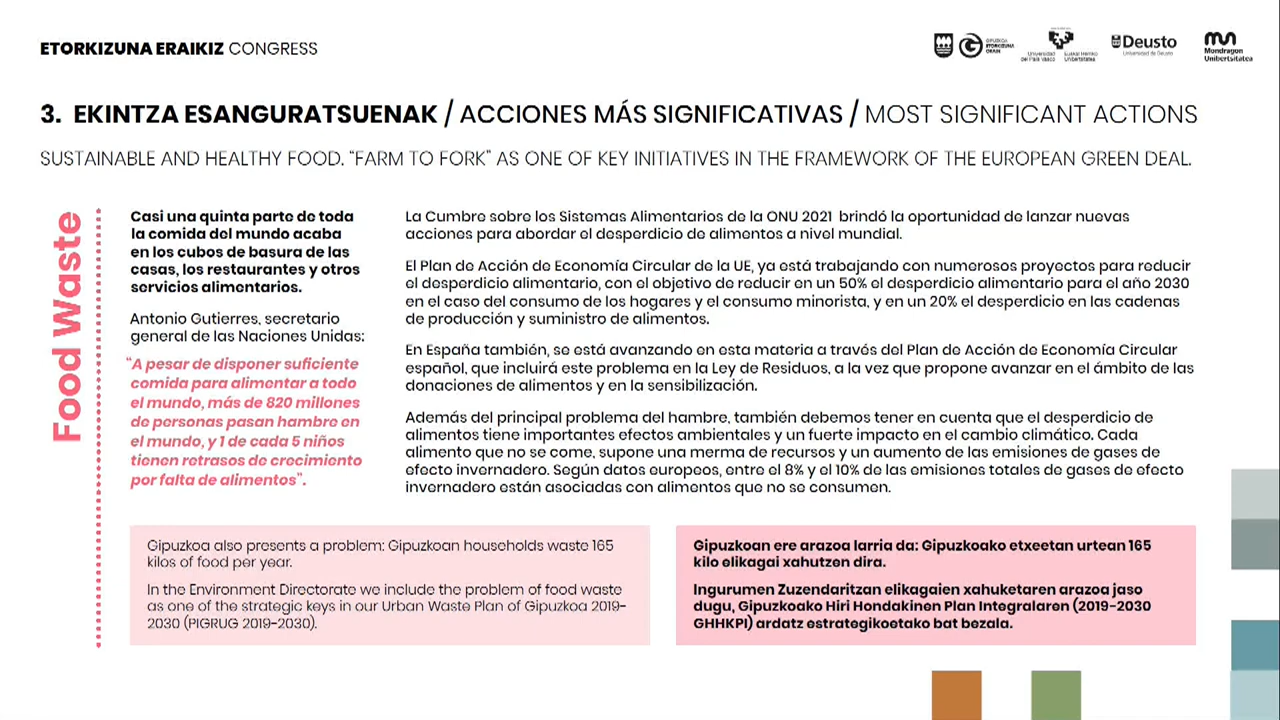 ETORKIZUNA ERAIKIZ CONGRESS
GIPUZKOA
ETORKIZUNA
ORAIN
Universidad
del País Vasco
Euskal Herriko
Unibertsitatea
Deusto
Universidad de Deusto
Mondragon
Unibertsitatea
3. EKINTZA ESANGURATSUENAK / ACCIONES MÁS SIGNIFICATIVAS / MOST SIGNIFICANT ACTIONS
SUSTAINABLE AND HEALTHY FOOD. “FARM TO FORK” AS ONE OF KEY INITIATIVES IN THE FRAMEWORK OF THE EUROPEAN GREEN DEAL.
Food Waste
Casi una quinta parte de toda
la comida del mundo acaba
en los cubos de basura de las
casas, los restaurantes y otros
servicios alimentarios.
Antonio Gutierres, secretario
general de las Naciones Unidas:
“A pesar de disponer suficiente
comida para alimentar a todo
el mundo, más de 820 millones
de personas pasan hambre en
el mundo, y 1 de cada 5 niños
tienen retrasos de crecimiento
por falta de alimentos”.
La Cumbre sobre los Sistemas Alimentarios de la ONU 2021 brindó la oportunidad de lanzar nuevas
acciones para abordar el desperdicio de alimentos a nivel mundial.
El Plan de Acción de Economía Circular de la UE, ya está trabajando con numerosos proyectos para reducir
el desperdicio alimentario, con el objetivo de reducir en un 50% el desperdicio alimentario para el año 2030
en el caso del consumo de los hogares y el consumo minorista, y en un 20% el desperdicio en las cadenas
de producción y suministro de alimentos.
En España también, se está avanzando en esta materia a través del Plan de Acción de Economía Circular
español, que incluirá este problema en la Ley de Residuos, a la vez que propone avanzar en el ámbito de las
donaciones de alimentos y en la sensibilización.
Además del principal problema del hambre, también debemos tener en cuenta que el desperdicio de
alimentos tiene importantes efectos ambientales y un fuerte impacto en el cambio climático. Cada
alimento que no se come, supone una merma de recursos y un aumento de las emisiones de gases de
efecto invernadero. Según datos europeos, entre el 8% y el 10% de las emisiones totales de gases de efecto
invernadero están asociadas con alimentos que no se consumen.
Gipuzkoa also presents a problem: Gipuzkoan households waste 165
kilos of food per year.
In the Environment Directorate we include the problem of food waste
as one of the strategic keys in our Urban Waste Plan of Gipuzkoa 2019-
2030 (PIGRUG 2019-2030).
Gipuzkoan ere arazoa larria da: Gipuzkoako etxeetan urtean 165
kilo elikagai xahutzen dira.
Ingurumen Zuzendaritzan elikagaien xahuketaren arazoa jaso
dugu, Gipuzkoako Hiri Hondakinen Plan Integralaren (2019-2030
GHHKPI) ardatz estrategikoetako bat bezala.